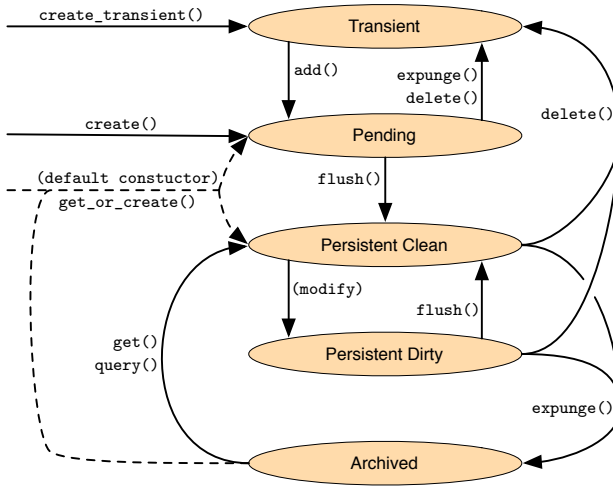 create_transient()
Transient
add()
expunge()
delete()
delete()
create()
Pending
(default constuctor)
get_or_create()
flush()
Persistent Clean
(modify)
flush()
get()
query()
Persistent Dirty
expunge()
Archived